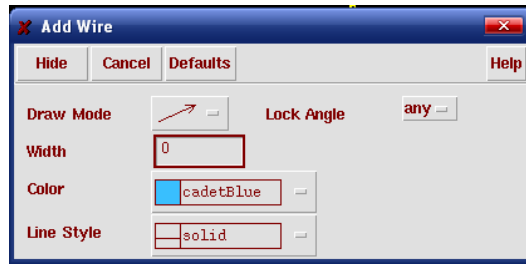 Add Wire
Hide Cancel Defaults Help
Draw Mode Lock Angle any
Width 0
Color cadetBlue
Line Style solid